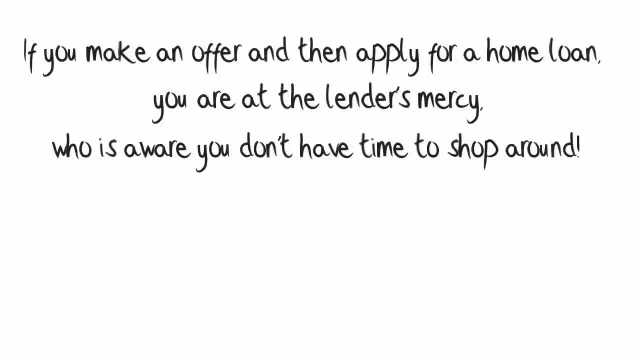 If you make an offer and then apply for a home loan,
you are at the lender's mercy,
who is aware you don't have time to shop around!